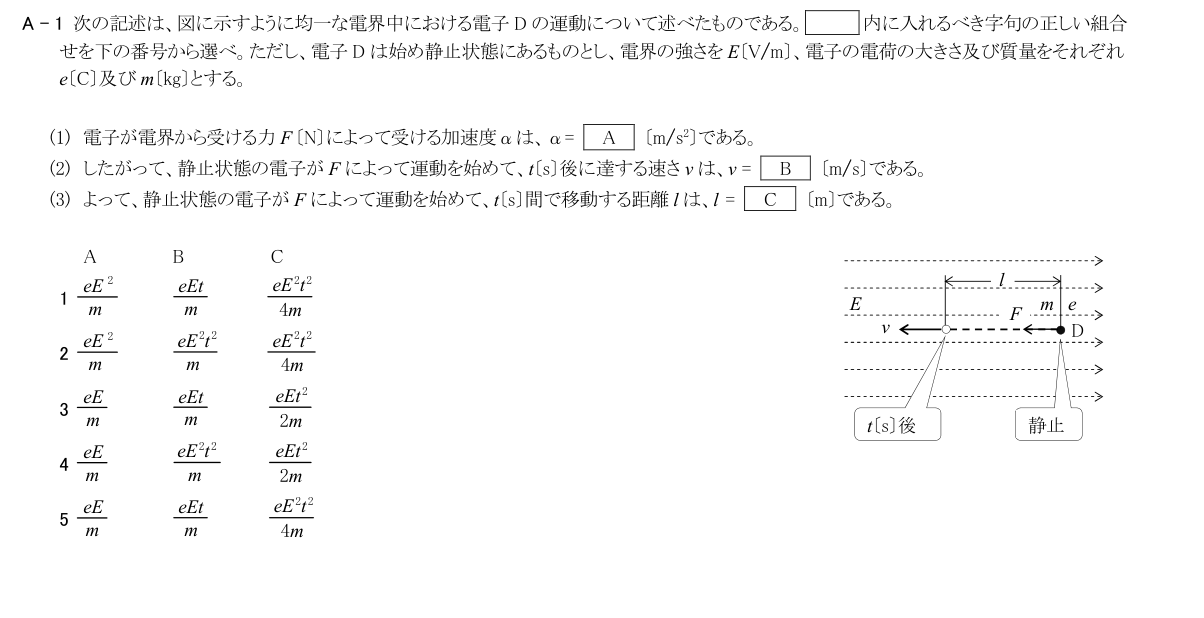 A－1 次の記述は、図に示すように均一な電界中における電子 D の運動について述べたものである。 内に入れるべき字句の正しい組合
せを下の番号から選べ。ただし、電子 D は始め静止状態にあるものとし、電界の強さを E〔V/m〕、電子の電荷の大きさ及び質量をそれぞれ
e〔C〕及び m〔kg〕とする。
(1) 電子が電界から受ける力 F〔N〕によって受ける加速度 α は、 α = A 〔m/s²〕である。
(2) したがって、静止状態の電子が F によって運動を始めて、t〔s〕後に達する速さ v は、v = B 〔m/s〕である。
(3) よって、静止状態の電子が F によって運動を始めて、t〔s〕間で移動する距離 l は、l = C 〔m〕である。
A B C
1 eE²/m eEt/m eE²t²/4m
2 eE²/m eE²t²/m eE²t²/4m
3 eE/m eEt/m eEt²/2m
4 eE/m eE²t²/m eEt²/2m
5 eE/m eEt/m eE²t²/4m
l
E F m e
v D
t〔s〕後 静止